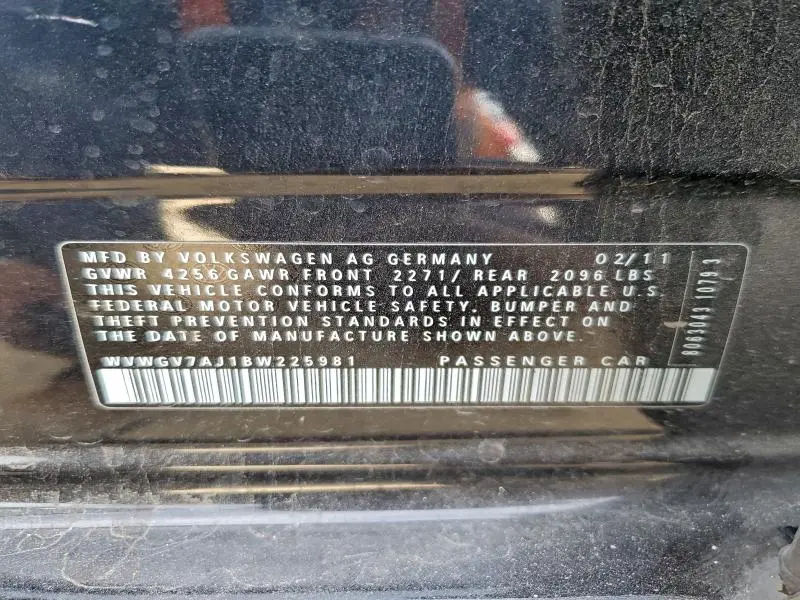 MFD BY VOLKSWAGEN AG GERMANY 02/11
GVWR 4256/GAWR FRONT 2271/ REAR 2096 LBS
THIS VEHICLE CONFORMS TO ALL APPLICABLE U.S.
FEDERAL MOTOR VEHICLE SAFETY, BUMPER AND
THEFT PREVENTION STANDARDS IN EFFECT ON
THE DATE OF MANUFACTURE SHOWN ABOVE.
WVWGV7AJ1BW225981 PASSENGER CAR